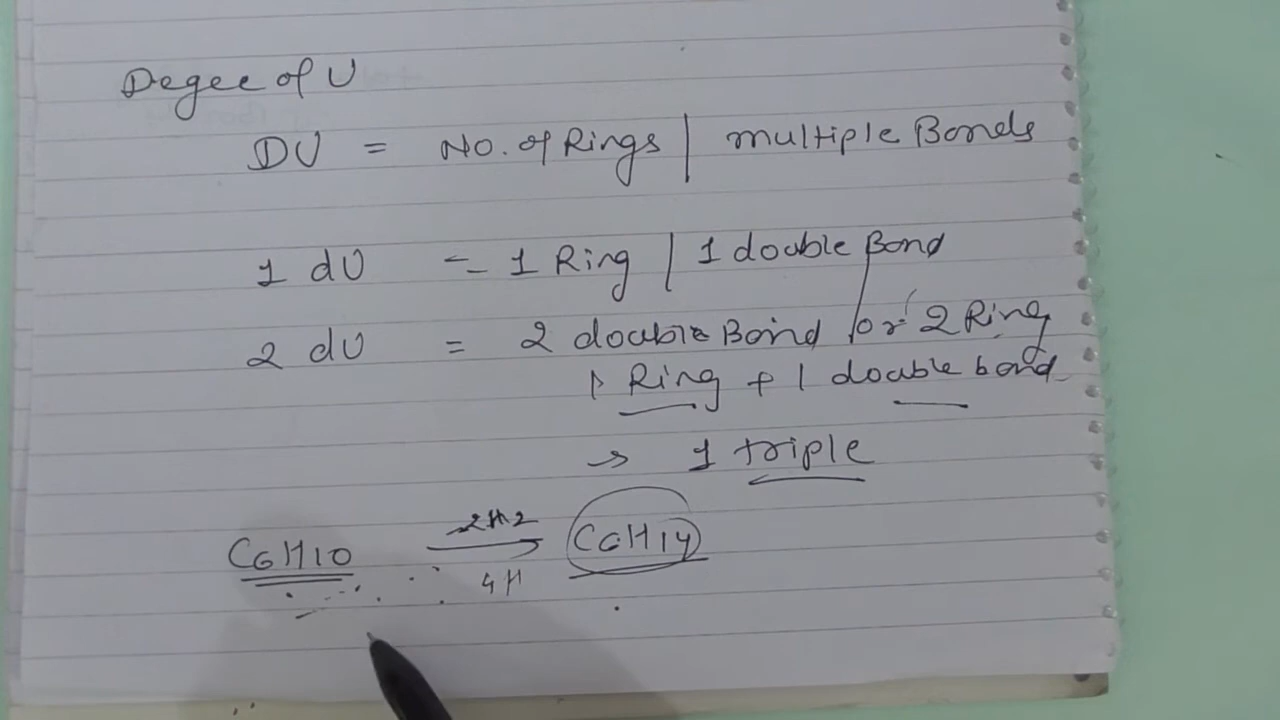 Degee of U
DU = No. of Rings | multiple Bonds
1 dU = 1 Ring | 1 double Bond
2 dU = 2 double Bond or 2 Ring
1 Ring + 1 double bond
→ 1 triple
2H2
C6H10 → C6H14
4H